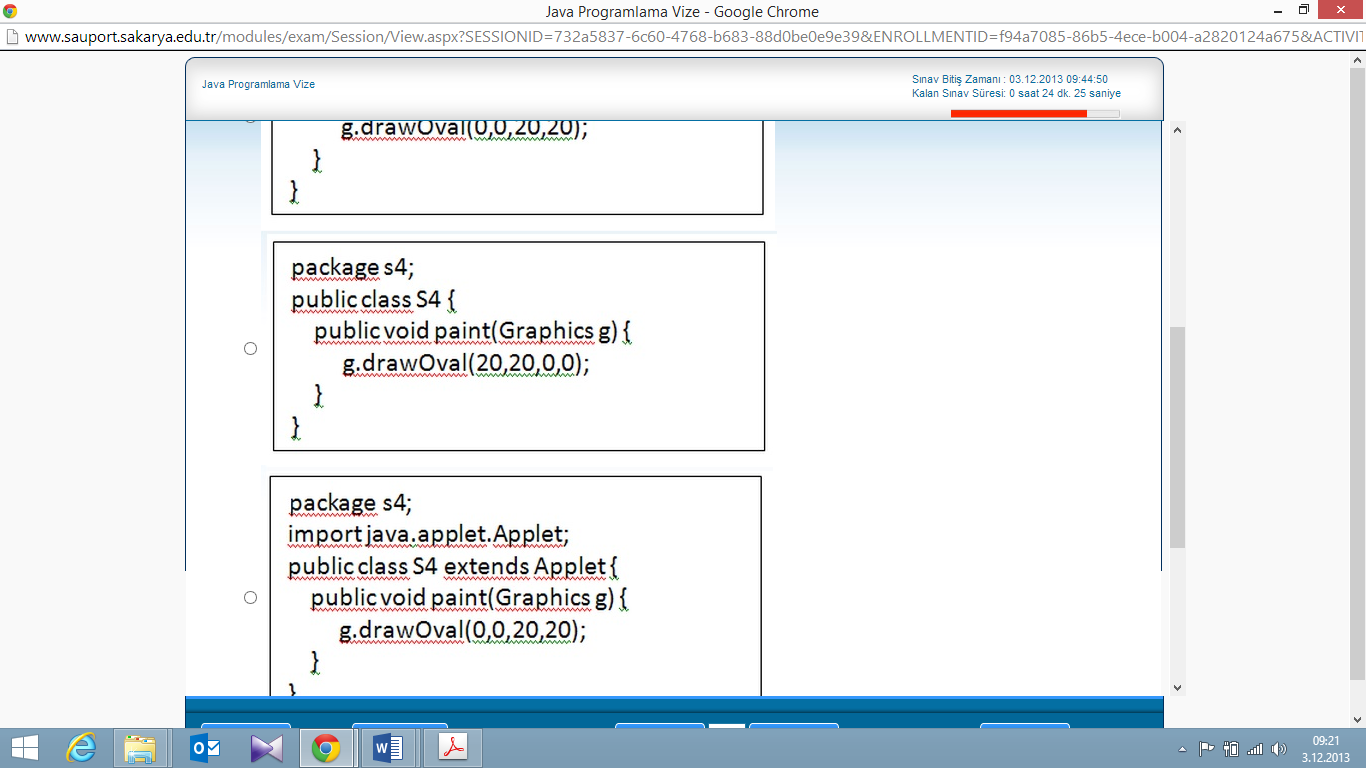 Java Programlama Vize - Google Chrome
www.sauport.sakarya.edu.tr/modules/exam/Session/View.aspx?SESSIONID=732a5837-6c60-4768-b683-88d0be0e9e39&ENROLLMENTID=f94a7085-86b5-4ece-b004-a2820124a675&ACTIVIT
Java Programlama Vize
Sınav Bitiş Zamanı : 03.12.2013 09:44:50
Kalan Sınav Süresi: 0 saat 24 dk. 25 saniye
g.drawOval(0,0,20,20);
}
}
package s4;
public class S4 {
public void paint(Graphics g) {
g.drawOval(20,20,0,0);
}
}
package s4;
import java.applet.Applet;
public class S4 extends Applet {
public void paint(Graphics g) {
g.drawOval(0,0,20,20);
}
}
09:21
3.12.2013